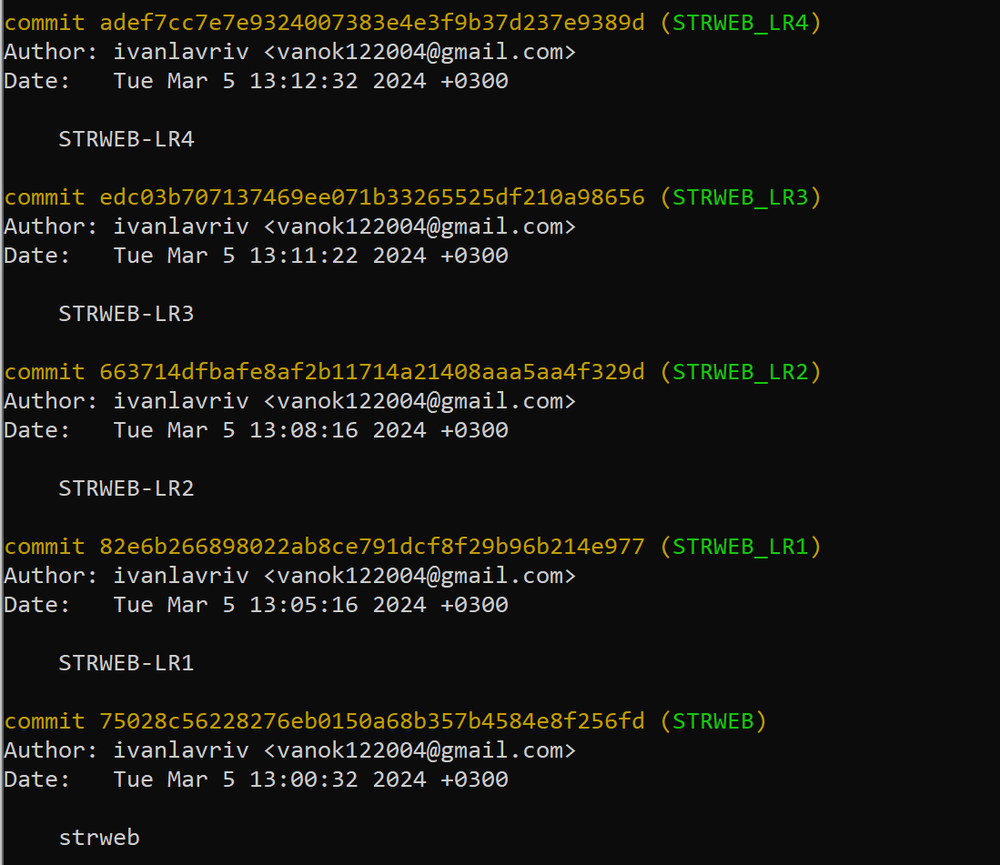 commit adef7cc7e7e9324007383e4e3f9b37d237e9389d (STRWEB_LR4)
Author: ivanlavriv <vanok122004@gmail.com>
Date:   Tue Mar 5 13:12:32 2024 +0300
STRWEB-LR4
commit edc03b707137469ee071b33265525df210a98656 (STRWEB_LR3)
Author: ivanlavriv <vanok122004@gmail.com>
Date:   Tue Mar 5 13:11:22 2024 +0300
STRWEB-LR3
commit 663714dfbafe8af2b11714a21408aaa5aa4f329d (STRWEB_LR2)
Author: ivanlavriv <vanok122004@gmail.com>
Date:   Tue Mar 5 13:08:16 2024 +0300
STRWEB-LR2
commit 82e6b266898022ab8ce791dcf8f29b96b214e977 (STRWEB_LR1)
Author: ivanlavriv <vanok122004@gmail.com>
Date:   Tue Mar 5 13:05:16 2024 +0300
STRWEB-LR1
commit 75028c56228276eb0150a68b357b4584e8f256fd (STRWEB)
Author: ivanlavriv <vanok122004@gmail.com>
Date:   Tue Mar 5 13:00:32 2024 +0300
strweb